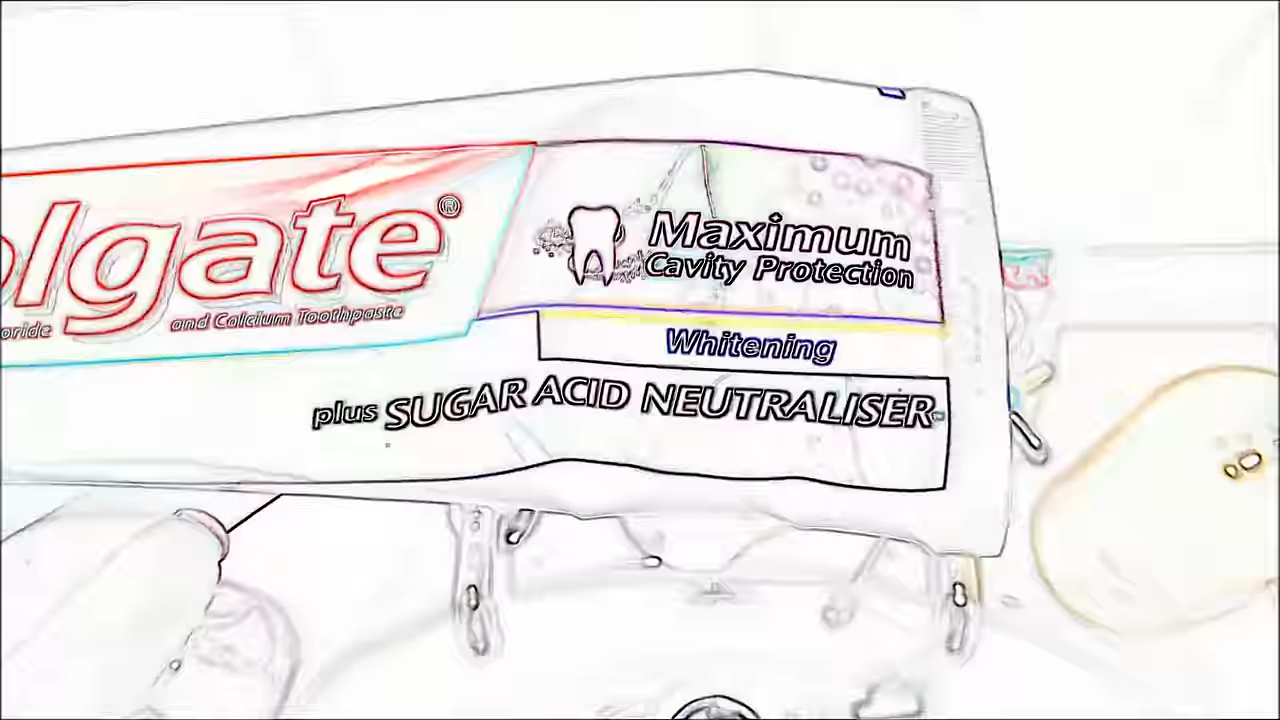 olgate®
oride and Calcium Toothpaste
Maximum
Cavity Protection
Whitening
plus SUGAR ACID NEUTRALISER